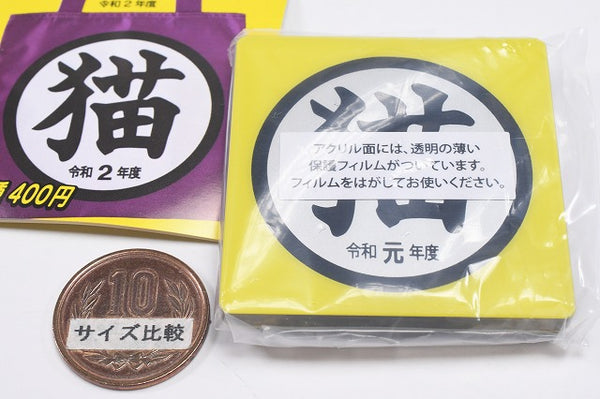 令和2年度
猫
令和2年度
400円
猫
アクリル面には、透明の薄い
保護フィルムがついています。
フィルムをはがしてお使いください。
令和元年度
10
サイズ比較